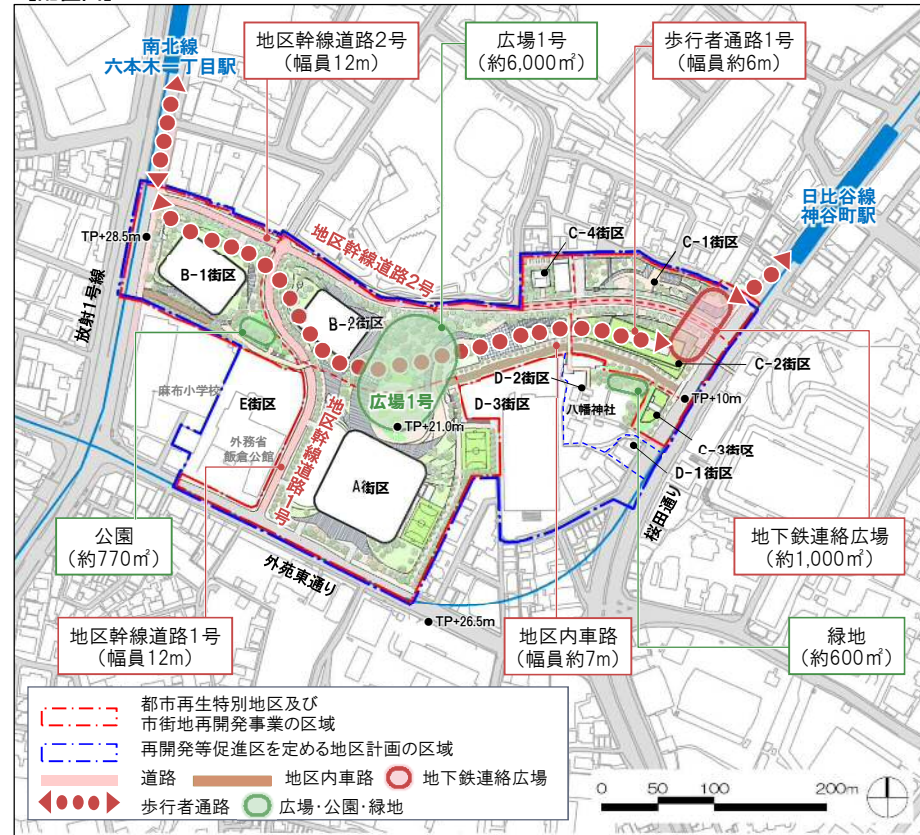 南北線
六本木一丁目駅
地区幹線道路2号
(幅員12m)
広場1号
(約6,000㎡)
歩行者通路1号
(幅員約6m)
日比谷線
神谷町駅
TP+28.5m
B-1街区
地区幹線道路2号
C-4街区
C-1街区
放射1号線
B-2街区
C-2街区
麻布小学校
E街区
広場1号
D-2街区
D-3街区
八幡神社
TP+10m
外務省
飯倉公館
地区幹線道路1号
TP+21.0m
C-3街区
D-1街区
A街区
桜田通り
公園
(約770㎡)
外苑東通り
地下鉄連絡広場
(約1,000㎡)
地区幹線道路1号
(幅員12m)
TP+26.5m
地区内車路
(幅員約7m)
緑地
(約600㎡)
都市再生特別地区及び
市街地再開発事業の区域
再開発等促進区を定める地区計画の区域
道路 地区内車路 地下鉄連絡広場
歩行者通路 広場・公園・緑地
0 50 100 200m